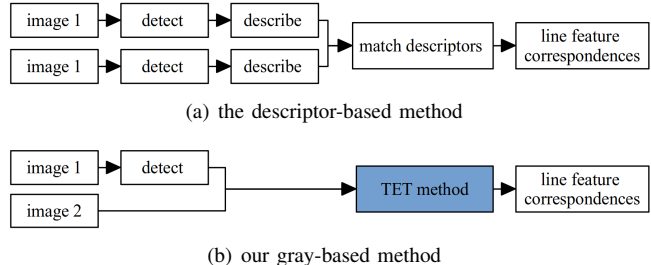 image 1 detect describe
match descriptors line feature correspondences
image 1 detect describe
(a) the descriptor-based method
image 1 detect
TET method line feature correspondences
image 2
(b) our gray-based method